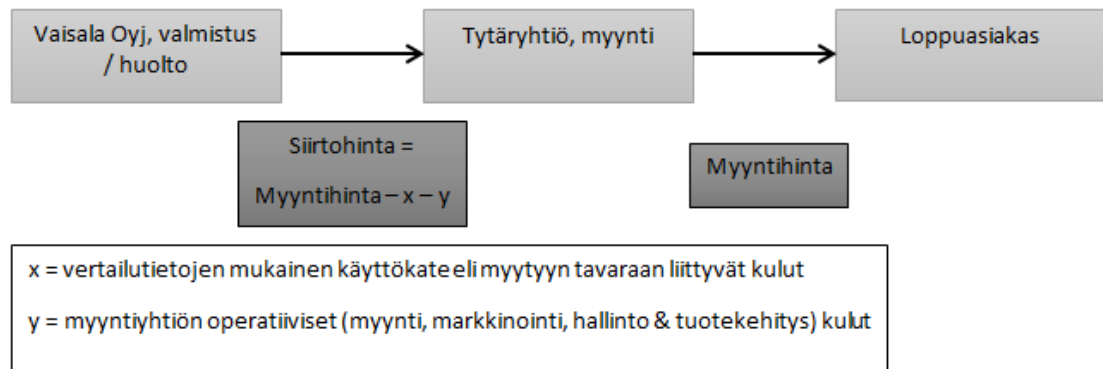 Vaisala Oyj, valmistus
/ huolto
Tytäryhtiö, myynti
Loppuasiakas
Siirtohinta =
Myyntihinta – x – y
Myyntihinta
x = vertailutietojen mukainen käyttökate eli myytyyn tavaraan liittyvät kulut
y = myyntiyhtiön operatiiviset (myynti, markkinointi, hallinto & tuotekehitys) kulut